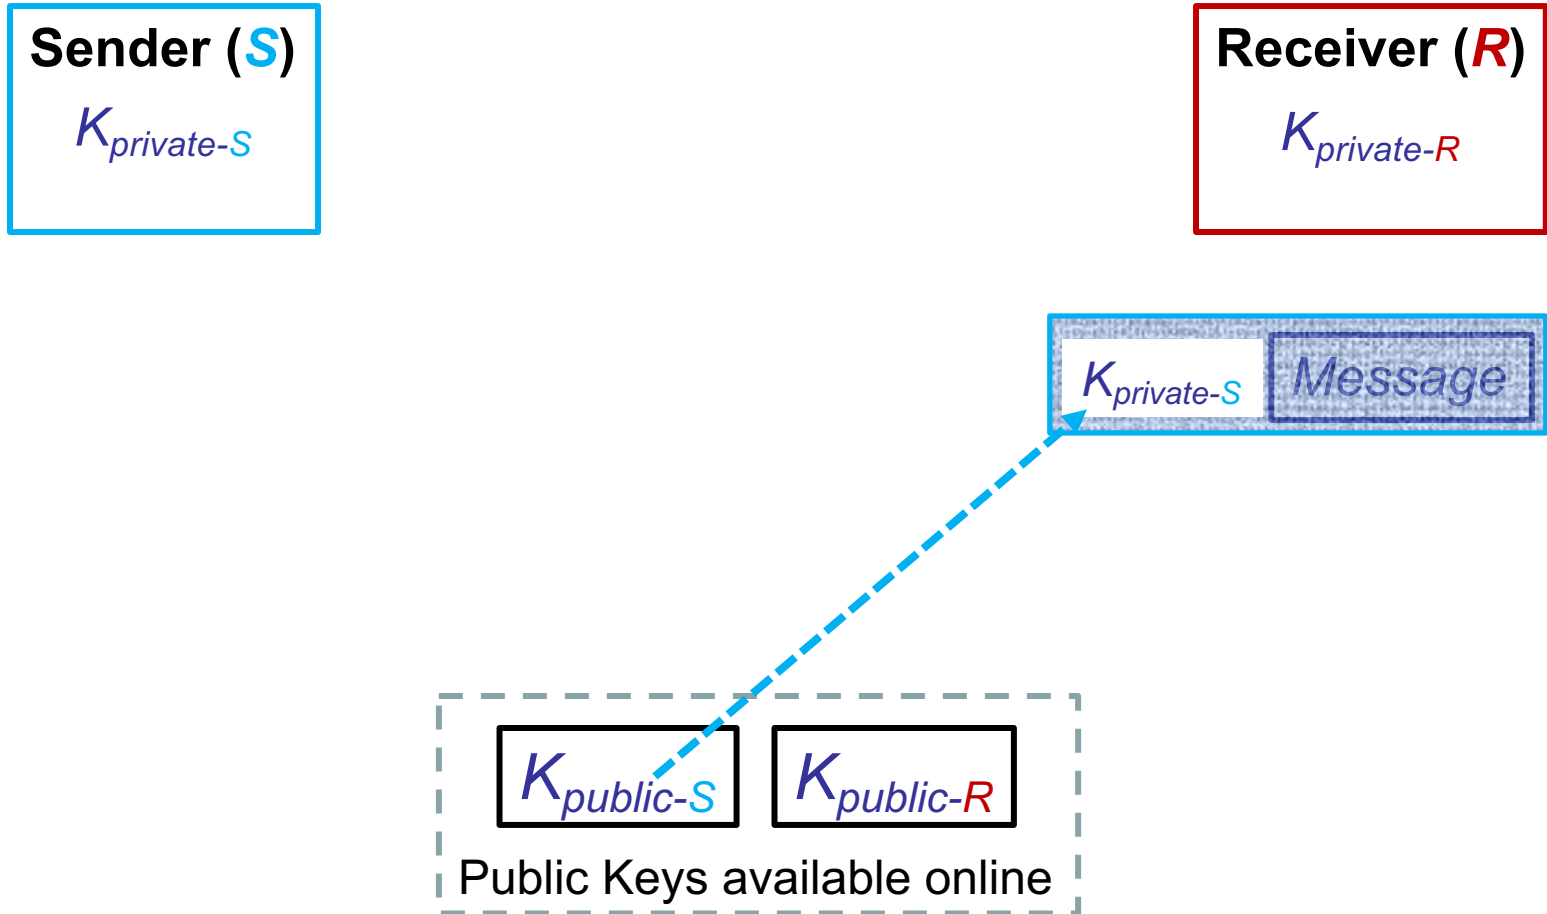 Sender (S)
Kprivate-S
Receiver (R)
Kprivate-R
Kprivate-S
Message
Kpublic-S
Kpublic-R
Public Keys available online